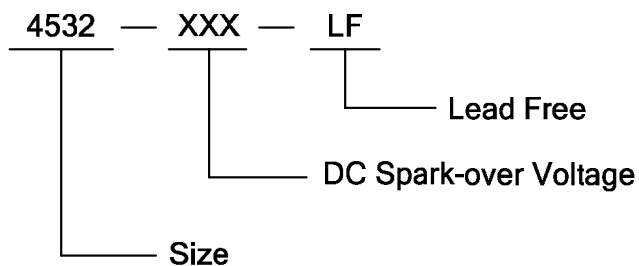 4532 — XXX — LF
Lead Free
DC Spark-over Voltage
Size